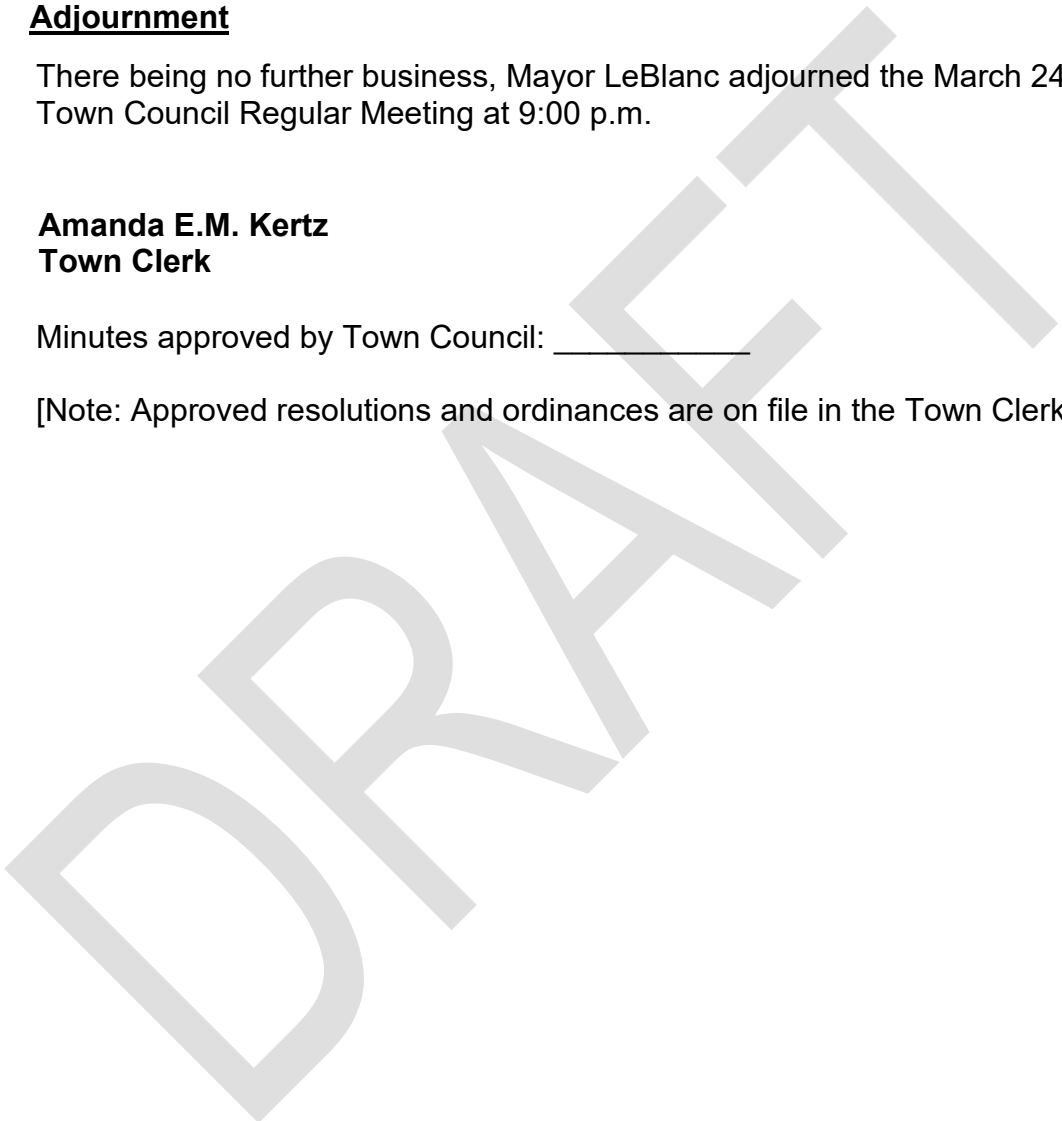 Adjournment
There being no further business, Mayor LeBlanc adjourned the March 24
Town Council Regular Meeting at 9:00 p.m.
Amanda E.M. Kertz
Town Clerk
Minutes approved by Town Council: ___________
[Note: Approved resolutions and ordinances are on file in the Town Clerk
DRAFT